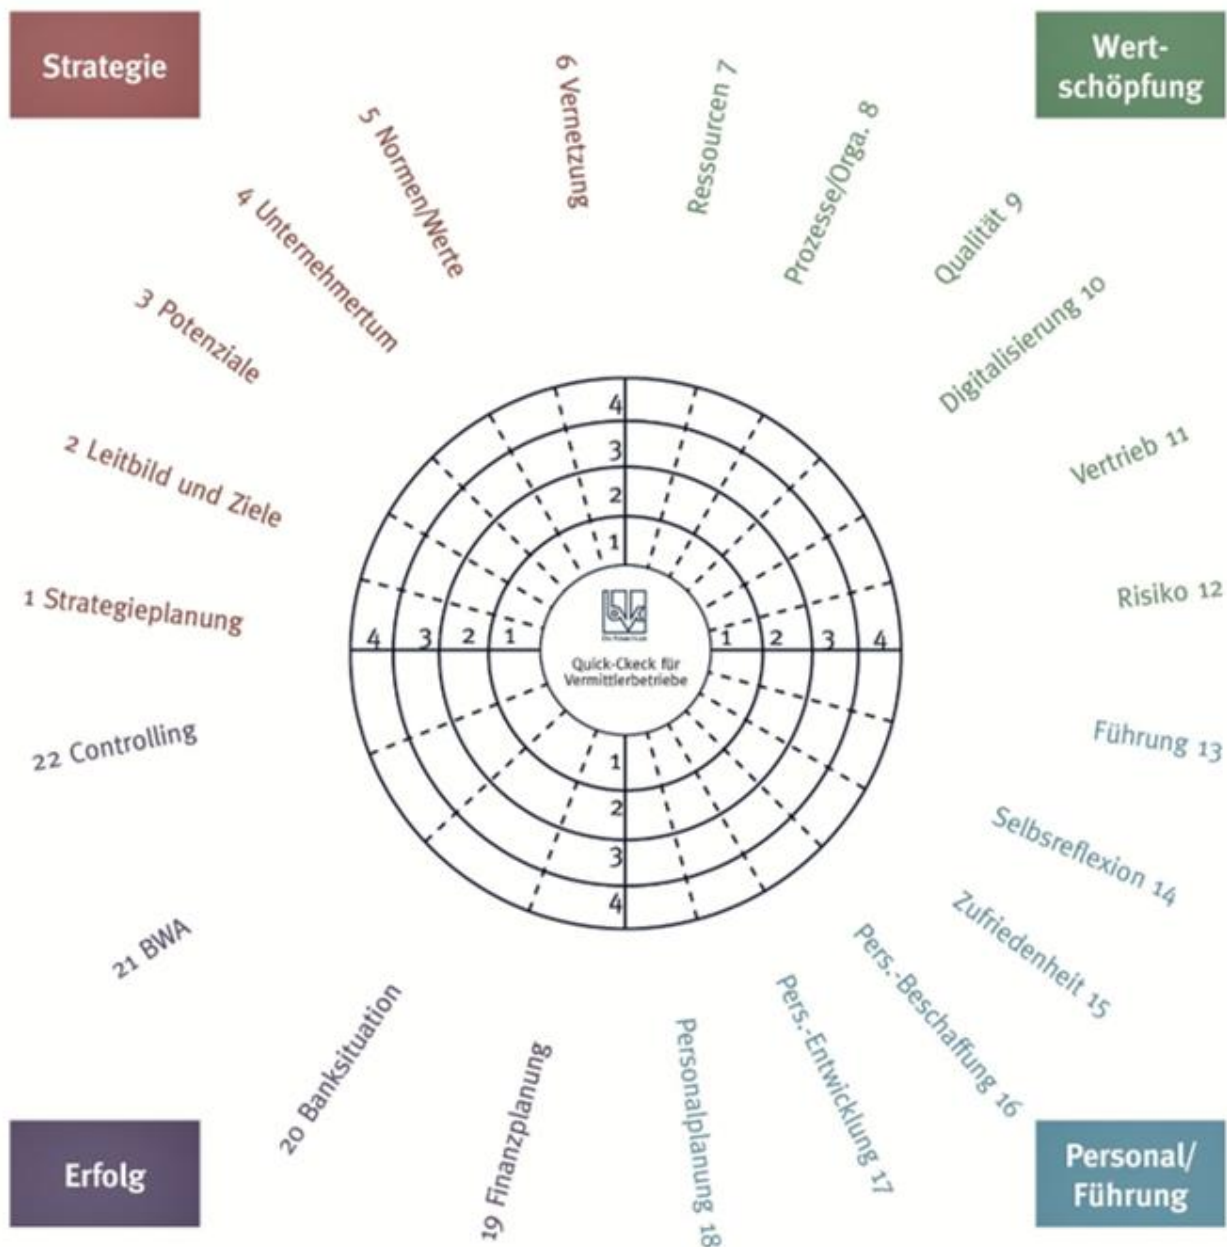 Strategie
Wert-
schöpfung
1 Strategieplanung
2 Leitbild und Ziele
3 Potenziale
4 Unternehmertum
5 Normen/Werte
6 Vernetzung
Ressourcen 7
Prozesse/Orga. 8
Qualität 9
Digitalisierung 10
Vertrieb 11
Risiko 12
Führung 13
Selbsreflexion 14
Zufriedenheit 15
Pers.-Beschaffung 16
Pers.-Entwicklung 17
Personalplanung 18
19 Finanzplanung
20 Banksituation
21 BWA
22 Controlling
4
3
2
1
4 3 2 1
1 2 3 4
bvk
Quick-Ckeck für
Vermittlerbetriebe
1
2
3
4
Erfolg
Personal/
Führung